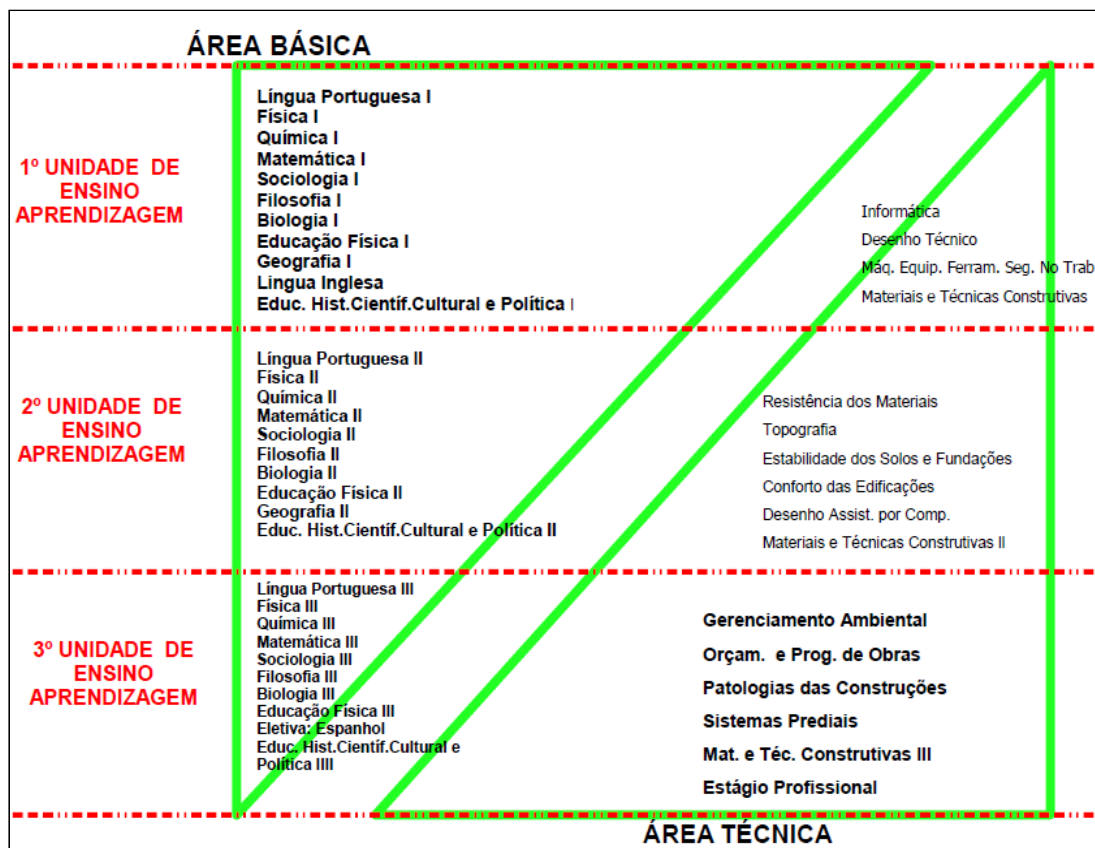 ÁREA BÁSICA
1º UNIDADE DE
ENSINO
APRENDIZAGEM
Língua Portuguesa I
Física I
Química I
Matemática I
Sociologia I
Filosofia I
Biologia I
Educação Física I
Geografia I
Lingua Inglesa
Educ. Hist.Científ.Cultural e Política I
Informática
Desenho Técnico
Máq. Equip. Ferram. Seg. No Trab
Materiais e Técnicas Construtivas
2º UNIDADE DE
ENSINO
APRENDIZAGEM
Língua Portuguesa II
Física II
Química II
Matemática II
Sociologia II
Filosofia II
Biologia II
Educação Física II
Geografia II
Educ. Hist.Científ.Cultural e Política II
Resistência dos Materiais
Topografia
Estabilidade dos Solos e Fundações
Conforto das Edificações
Desenho Assist. por Comp.
Materiais e Técnicas Construtivas II
3º UNIDADE DE
ENSINO
APRENDIZAGEM
Língua Portuguesa III
Física III
Química III
Matemática III
Sociologia III
Filosofia III
Biologia III
Educação Física III
Eletiva: Espanhol
Educ. Hist.Científ.Cultural e
Política IIII
Gerenciamento Ambiental
Orçam. e Prog. de Obras
Patologias das Construções
Sistemas Prediais
Mat. e Téc. Construtivas III
Estágio Profissional
ÁREA TÉCNICA